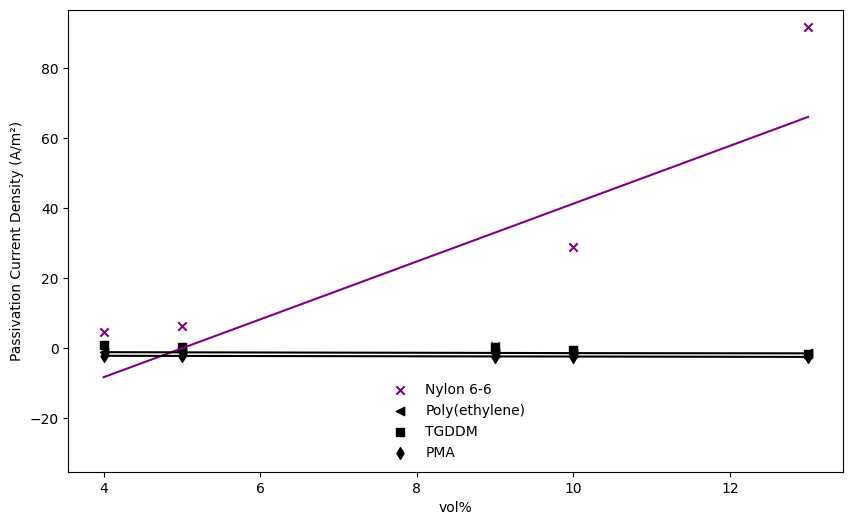 80
60
40
20
0
−20
Passivation Current Density (A/m²)
Nylon 6-6
Poly(ethylene)
TGDDM
PMA
4
6
8
10
12
vol%